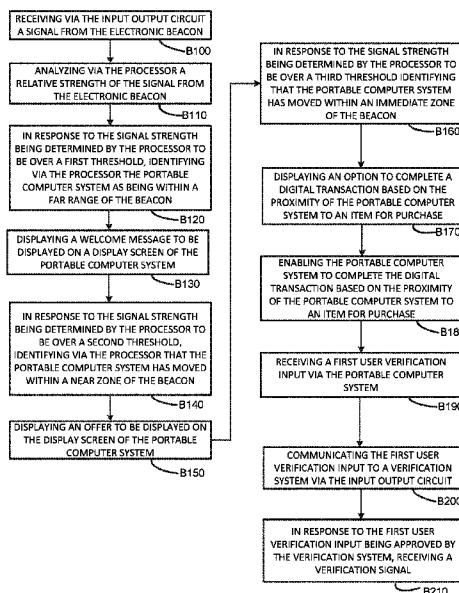 RECEIVING VIA THE INPUT OUTPUT CIRCUIT
A SIGNAL FROM THE ELECTRONIC BEACON
B100
ANALYZING VIA THE PROCESSOR
A RELATIVE STRENGTH OF THE SIGNAL FROM
THE ELECTRONIC BEACON
B110
IN RESPONSE TO THE SIGNAL STRENGTH
BEING DETERMINED BY THE PROCESSOR TO
BE OVER A FIRST THRESHOLD, IDENTIFYING
VIA THE PROCESSOR THE PORTABLE
COMPUTER SYSTEM AS BEING WITHIN A
FAR RANGE OF THE BEACON
B120
DISPLAYING A WELCOME MESSAGE TO BE
DISPLAYED ON A DISPLAY SCREEN OF THE
PORTABLE COMPUTER SYSTEM
B130
IN RESPONSE TO THE SIGNAL STRENGTH
BEING DETERMINED BY THE PROCESSOR TO
BE OVER A SECOND THRESHOLD,
IDENTIFYING VIA THE PROCESSOR THAT THE
PORTABLE COMPUTER SYSTEM HAS MOVED
WITHIN A NEAR ZONE OF THE BEACON
B140
DISPLAYING AN OFFER TO BE DISPLAYED ON
THE DISPLAY SCREEN OF THE PORTABLE
COMPUTER SYSTEM
B150
IN RESPONSE TO THE SIGNAL STRENGTH
BEING DETERMINED BY THE PROCESSOR TO
BE OVER A THIRD THRESHOLD IDENTIFYING
THAT THE PORTABLE COMPUTER SYSTEM
HAS MOVED WITHIN AN IMMEDIATE ZONE
OF THE BEACON
B160
DISPLAYING AN OPTION TO COMPLETE A
DIGITAL TRANSACTION BASED ON THE
PROXIMITY OF THE PORTABLE COMPUTER
SYSTEM TO AN ITEM FOR PURCHASE
B170
ENABLING THE PORTABLE COMPUTER
SYSTEM TO COMPLETE THE DIGITAL
TRANSACTION BASED ON THE PROXIMITY
OF THE PORTABLE COMPUTER SYSTEM TO
AN ITEM FOR PURCHASE
B18
RECEIVING A FIRST USER VERIFICATION
INPUT VIA THE PORTABLE COMPUTER
SYSTEM
B190
COMMUNICATING THE FIRST USER
VERIFICATION INPUT TO A VERIFICATION
SYSTEM VIA THE INPUT OUTPUT CIRCUIT
B200
IN RESPONSE TO THE FIRST USER
VERIFICATION INPUT BEING APPROVED BY
THE VERIFICATION SYSTEM, RECEIVING A
VERIFICATION SIGNAL
B210